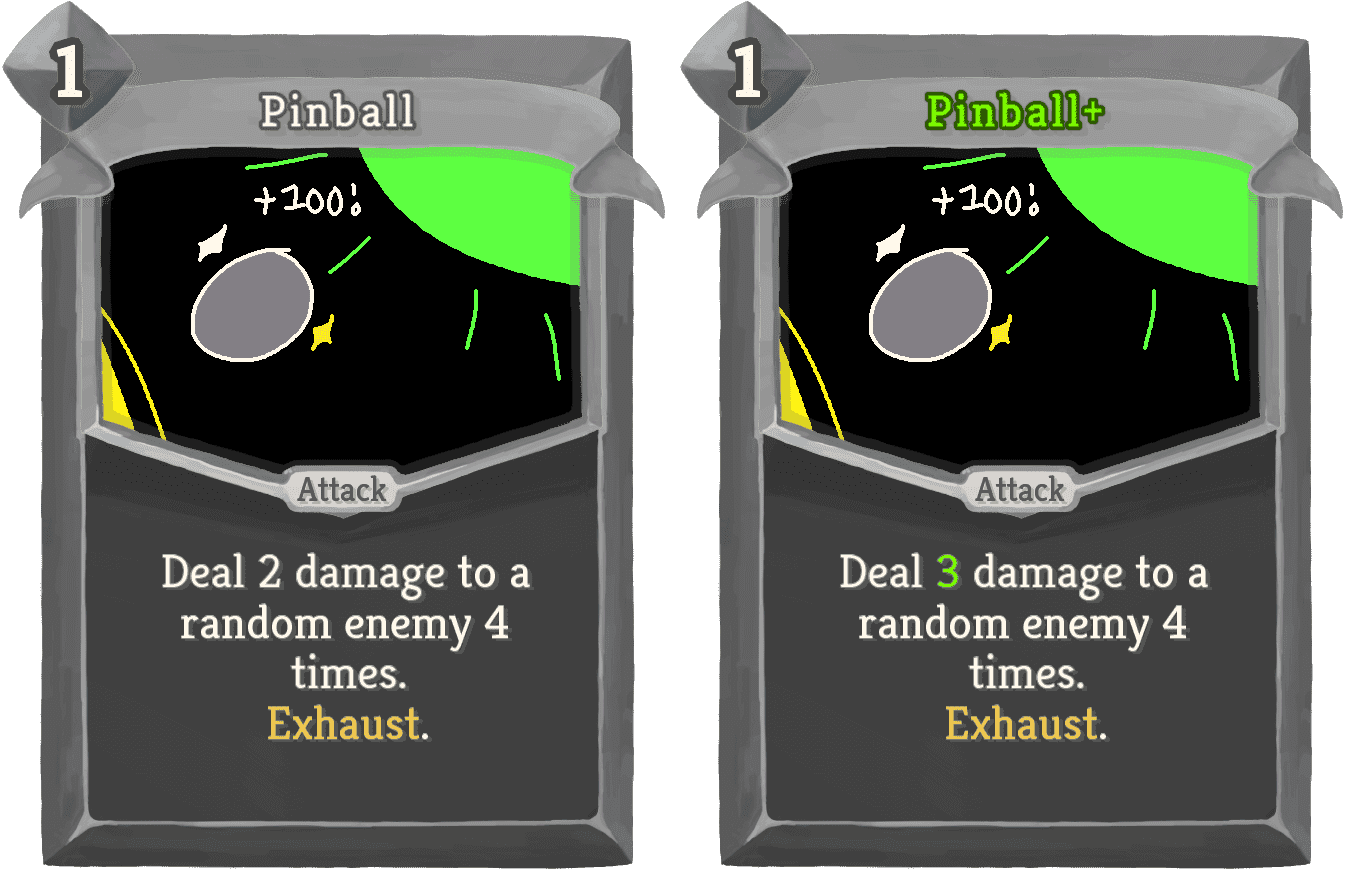 1
Pinball
+100!
Attack
Deal 2 damage to a
random enemy 4
times.
Exhaust.
1
Pinball+
+100!
Attack
Deal 3 damage to a
random enemy 4
times.
Exhaust.